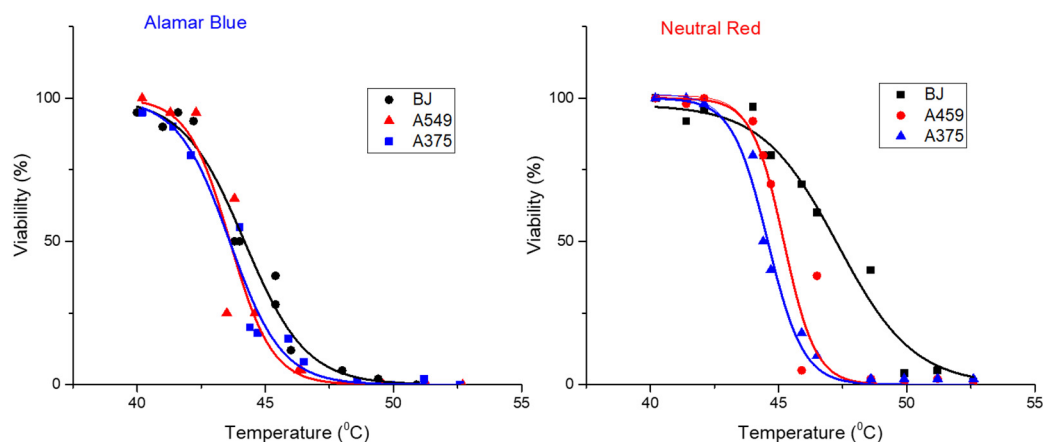 Alamar Blue
100
50
0
Viabililty (%)
BJ
A549
A375
40
45
50
55
Temperature (⁰C)
Neutral Red
100
50
0
Viability (%)
BJ
A459
A375
40
45
50
55
Temperature (⁰C)